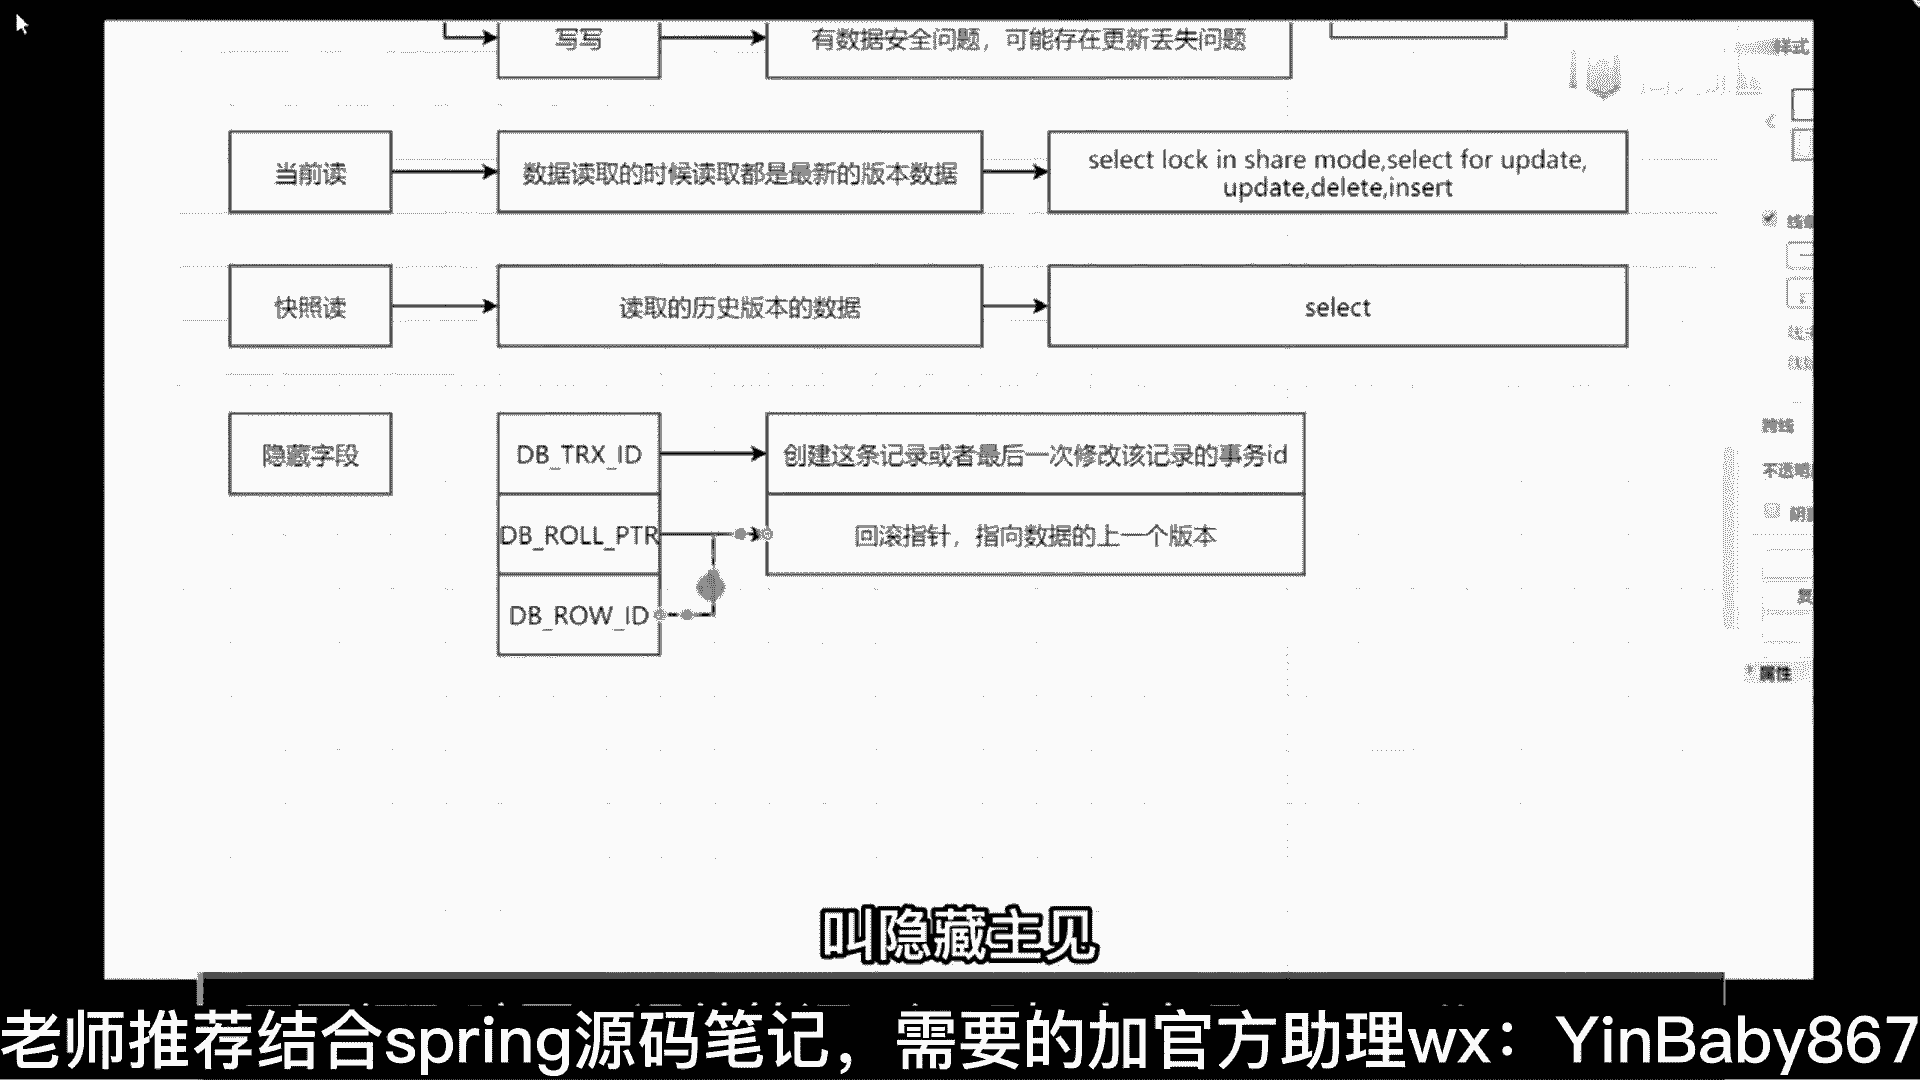 写写
有数据安全问题，可能存在更新丢失问题
样式
当前读
数据读取的时候读取都是最新的版本数据
select lock in share mode,select for update,
update,delete,insert
快照读
读取的历史版本的数据
select
隐藏字段
DB_TRX_ID
创建这条记录或者最后一次修改该记录的事务id
跨线
DB_ROLL_PTR
回滚指针，指向数据的上一个版本
DB_ROW_ID
属性
叫隐藏主见
老师推荐结合spring源码笔记，需要的加官方助理wx：YinBaby867